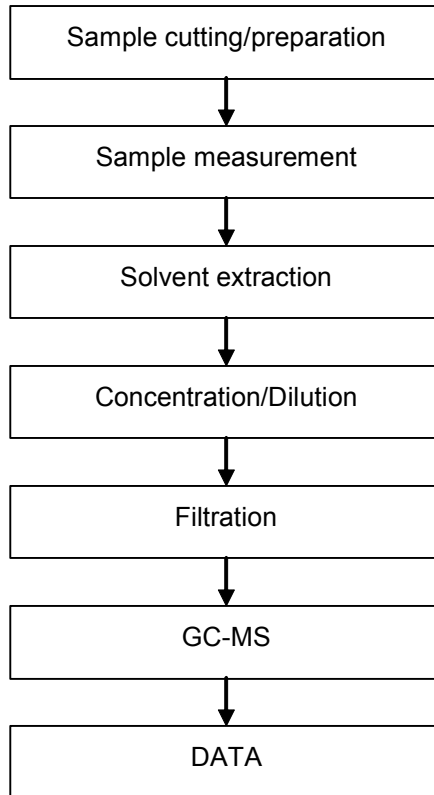 Sample cutting/preparation
Sample measurement
Solvent extraction
Concentration/Dilution
Filtration
GC-MS
DATA